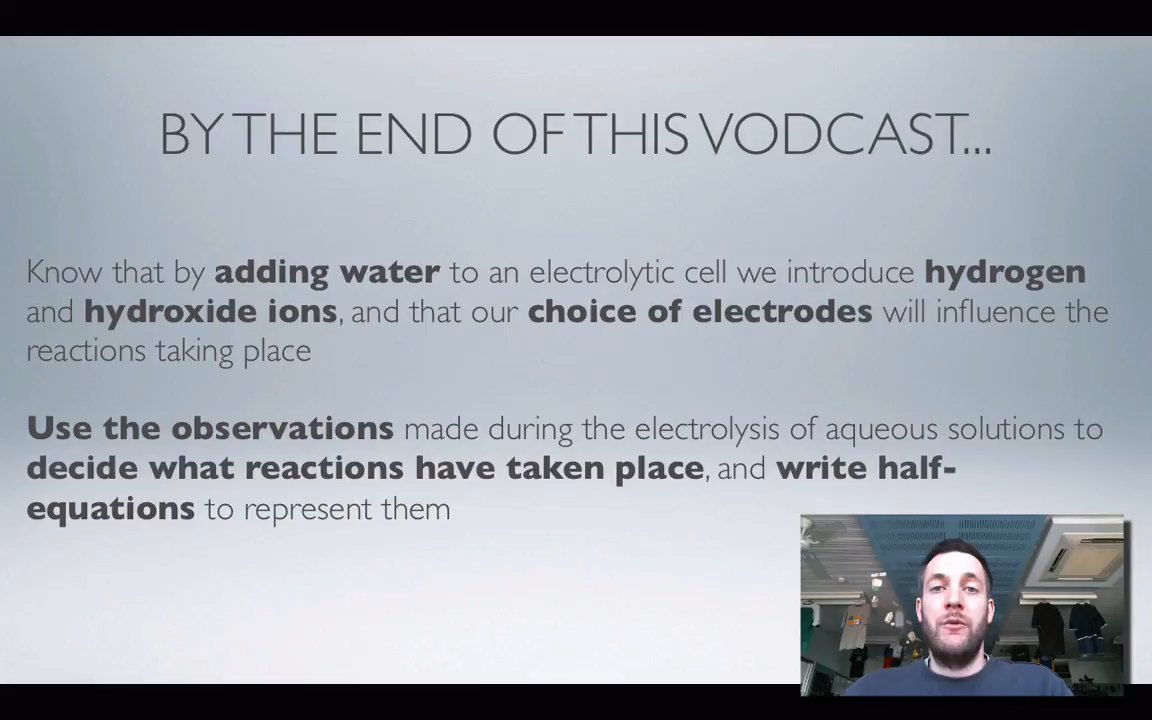 BY THE END OF THIS VODCAST...
Know that by adding water to an electrolytic cell we introduce hydrogen
and hydroxide ions, and that our choice of electrodes will influence the
reactions taking place
Use the observations made during the electrolysis of aqueous solutions to
decide what reactions have taken place, and write half-
equations to represent them